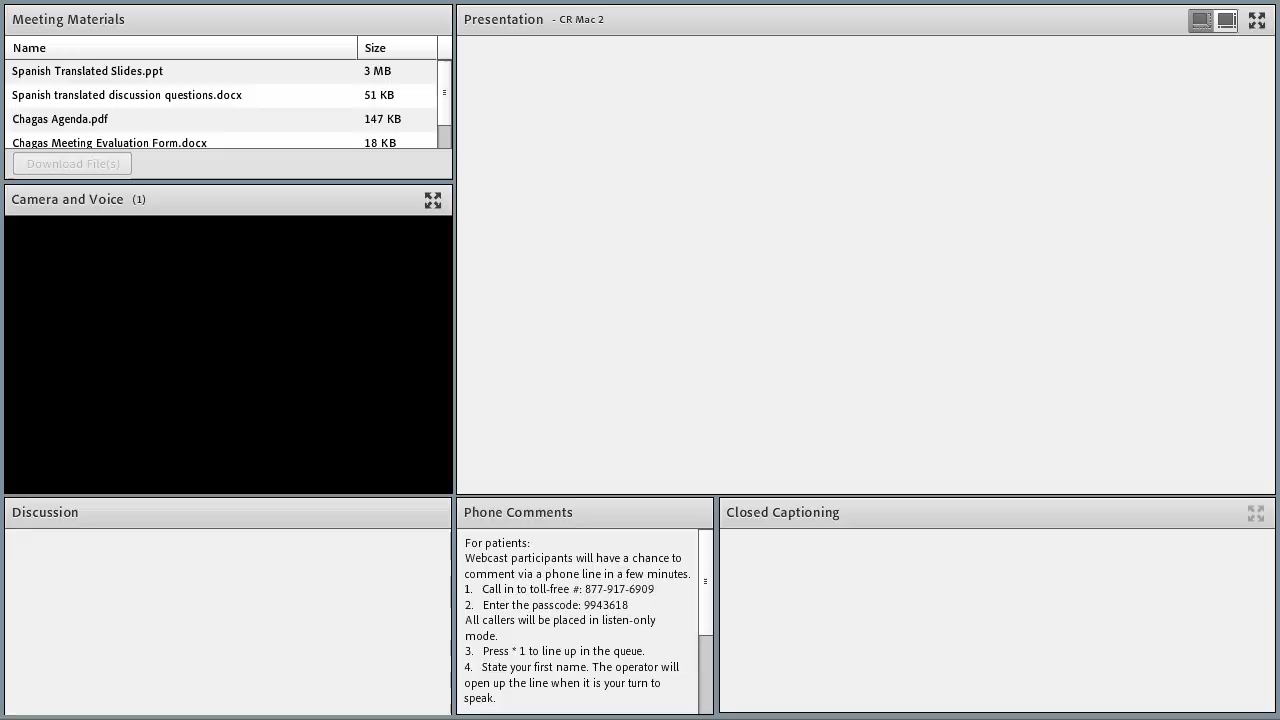 Meeting Materials
Name Size
Spanish Translated Slides.ppt 3 MB
Spanish translated discussion questions.docx 51 KB
Chagas Agenda.pdf 147 KB
Chagas Meeting Evaluation Form.docx 18 KB
Download File(s)
Camera and Voice (1)
Presentation - CR Mac 2
Discussion
Phone Comments
For patients:
Webcast participants will have a chance to
comment via a phone line in a few minutes.
1. Call in to toll-free #: 877-917-6909
2. Enter the passcode: 9943618
All callers will be placed in listen-only
mode.
3. Press * 1 to line up in the queue.
4. State your first name. The operator will
open up the line when it is your turn to
speak.
Closed Captioning